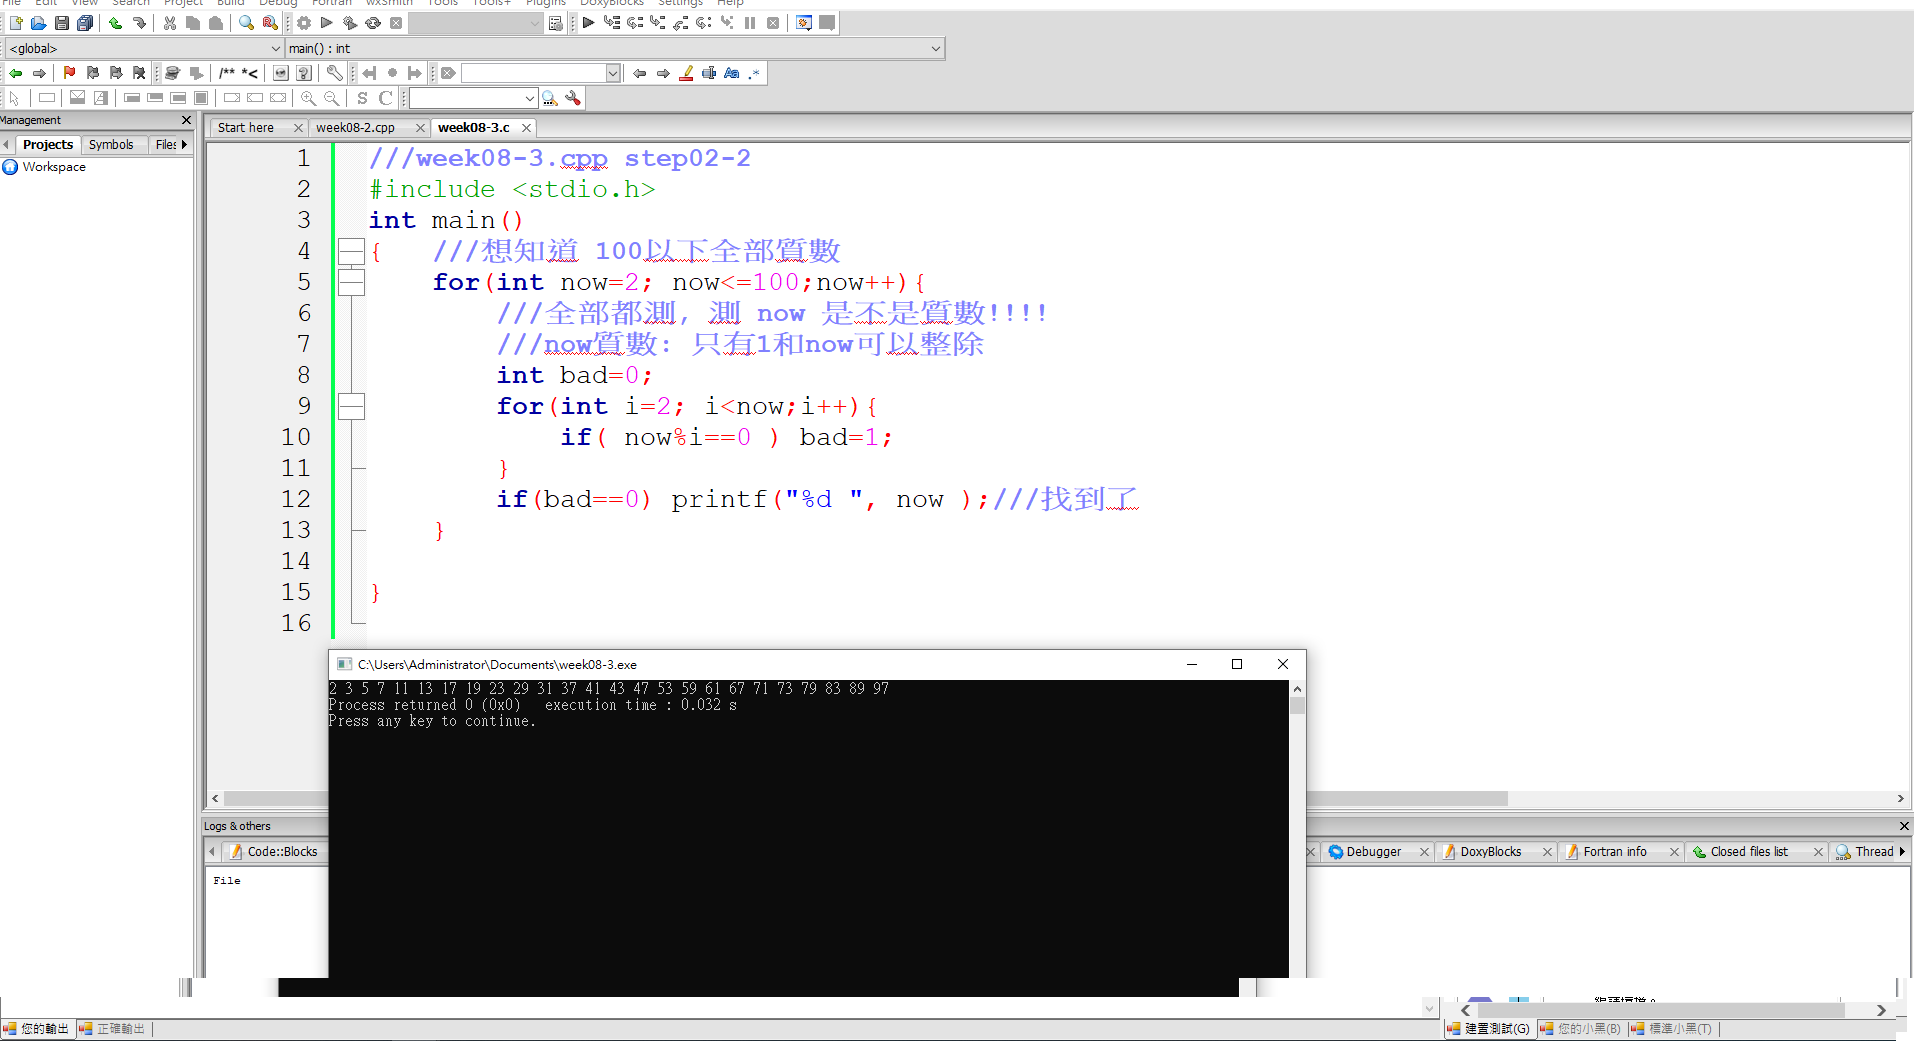 File Edit View Search Project Build Debug Fortran wxSmith Tools Tools+ Plugins DoxyBlocks Settings Help
<global> main() : int
/** *<
S C
Management
Projects Symbols Files
Workspace
Start here week08-2.cpp week08-3.c
1 ///week08-3.cpp step02-2
2 #include <stdio.h>
3 int main()
4 { ///想知道 100以下全部質數
5 for(int now=2; now<=100;now++){
6 ///全部都測, 測 now 是不是質數!!!!
7 ///now質數: 只有1和now可以整除
8 int bad=0;
9 for(int i=2; i<now;i++){
10 if( now%i==0 ) bad=1;
11 }
12 if(bad==0) printf("%d ", now );///找到了
13 }
14
15 }
16
C:\Users\Administrator\Documents\week08-3.exe
2 3 5 7 11 13 17 19 23 29 31 37 41 43 47 53 59 61 67 71 73 79 83 89 97
Process returned 0 (0x0) execution time : 0.032 s
Press any key to continue.
Logs & others
Code::Blocks Debugger DoxyBlocks Fortran info Closed files list Thread
File
您的輸出 正確輸出 建置測試(G) 您的小黑(B) 標準小黑(T)